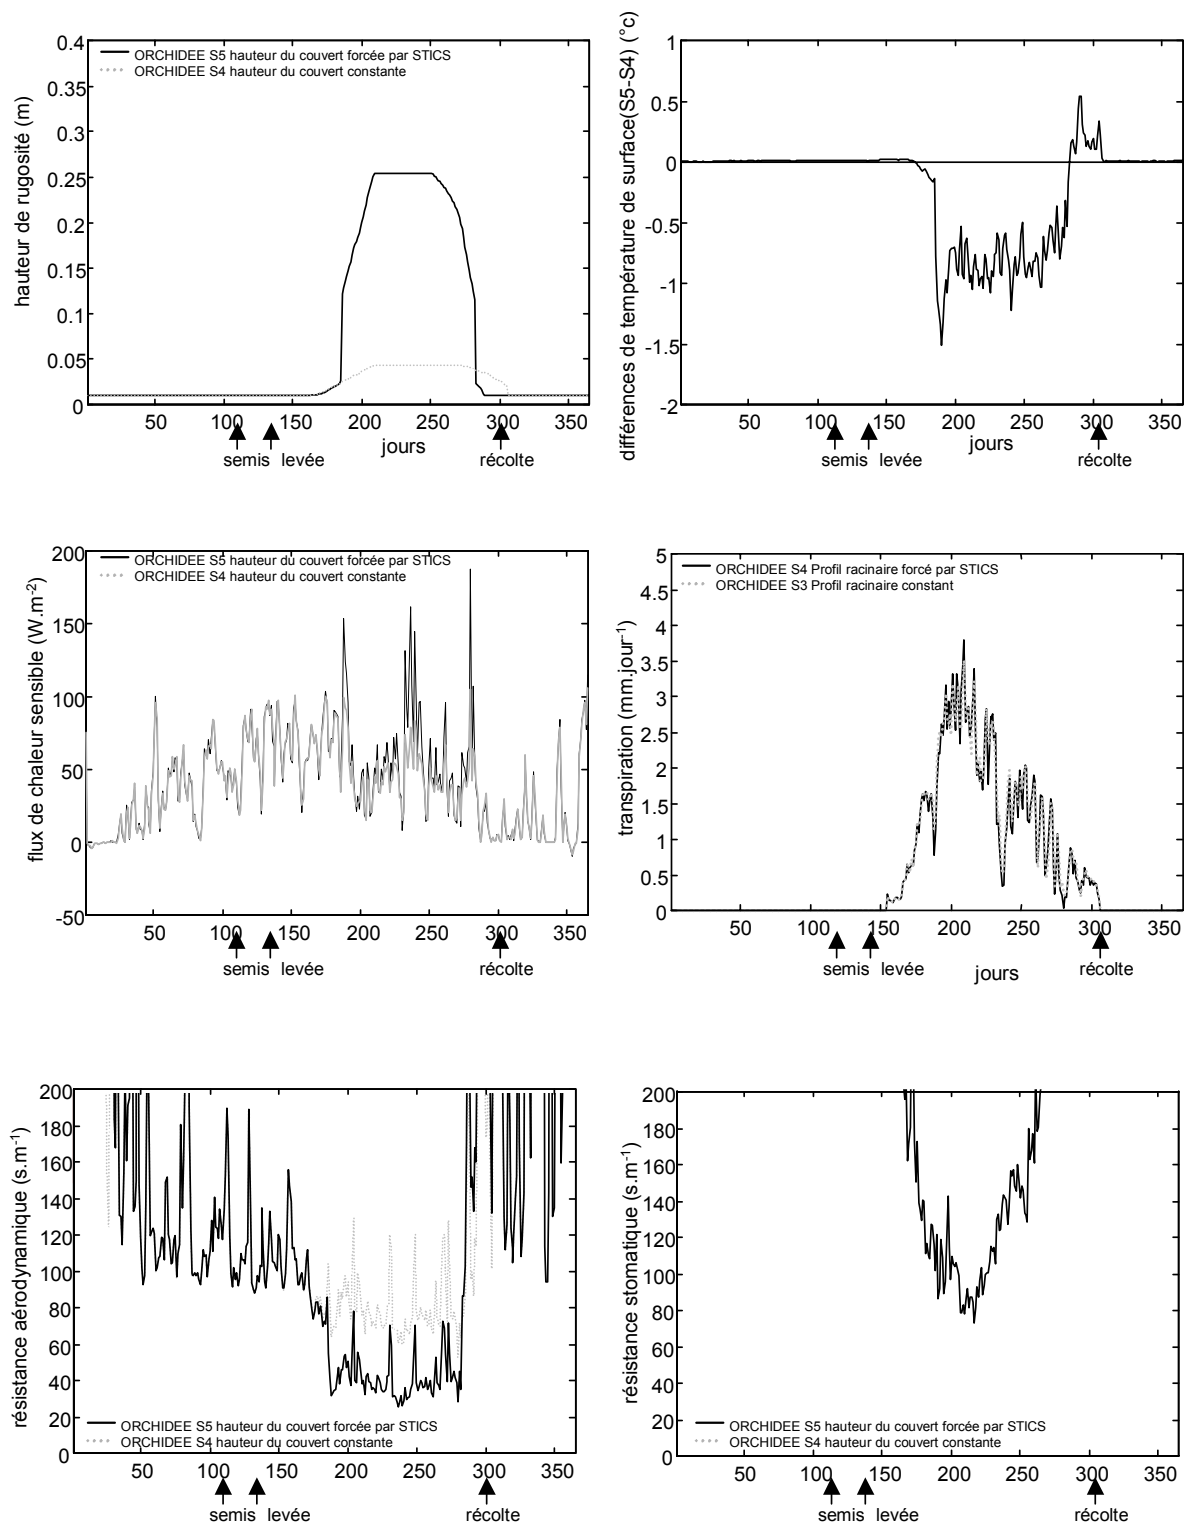 hauteur de rugosité (m)
0.4
0.35
0.3
0.25
0.2
0.15
0.1
0.05
0
ORCHIDEE S5 hauteur du couvert forcée par STICS
ORCHIDEE S4 hauteur du couvert constante
50 100 150 200 250 300 350
jours
semis levée récolte
différences de température de surface(S5-S4) (°c)
1
0.5
0
-0.5
-1
-1.5
-2
50 100 150 200 250 300 350
jours
semis levée récolte
flux de chaleur sensible (W.m-2)
200
150
100
50
0
-50
ORCHIDEE S5 hauteur du couvert forcée par STICS
ORCHIDEE S4 hauteur du couvert constante
50 100 150 200 250 300 350
semis levée récolte
transpiration (mm.jour-1)
5
4.5
4
3.5
3
2.5
2
1.5
1
0.5
0
ORCHIDEE S4 Profil racinaire forcé par STICS
ORCHIDEE S3 Profil racinaire constant
50 100 150 200 250 300 350
semis levée récolte
jours
résistance aérodynamique (s.m-1)
200
180
160
140
120
100
80
60
40
20
0
ORCHIDEE S5 hauteur du couvert forcée par STICS
ORCHIDEE S4 hauteur du couvert constante
50 100 150 200 250 300 350
semis levée récolte
résistance stomatique (s.m-1)
200
180
160
140
120
100
80
60
40
20
0
ORCHIDEE S5 hauteur du couvert forcée par STICS
ORCHIDEE S4 hauteur du couvert constante
50 100 150 200 250 300 350
semis levée récolte